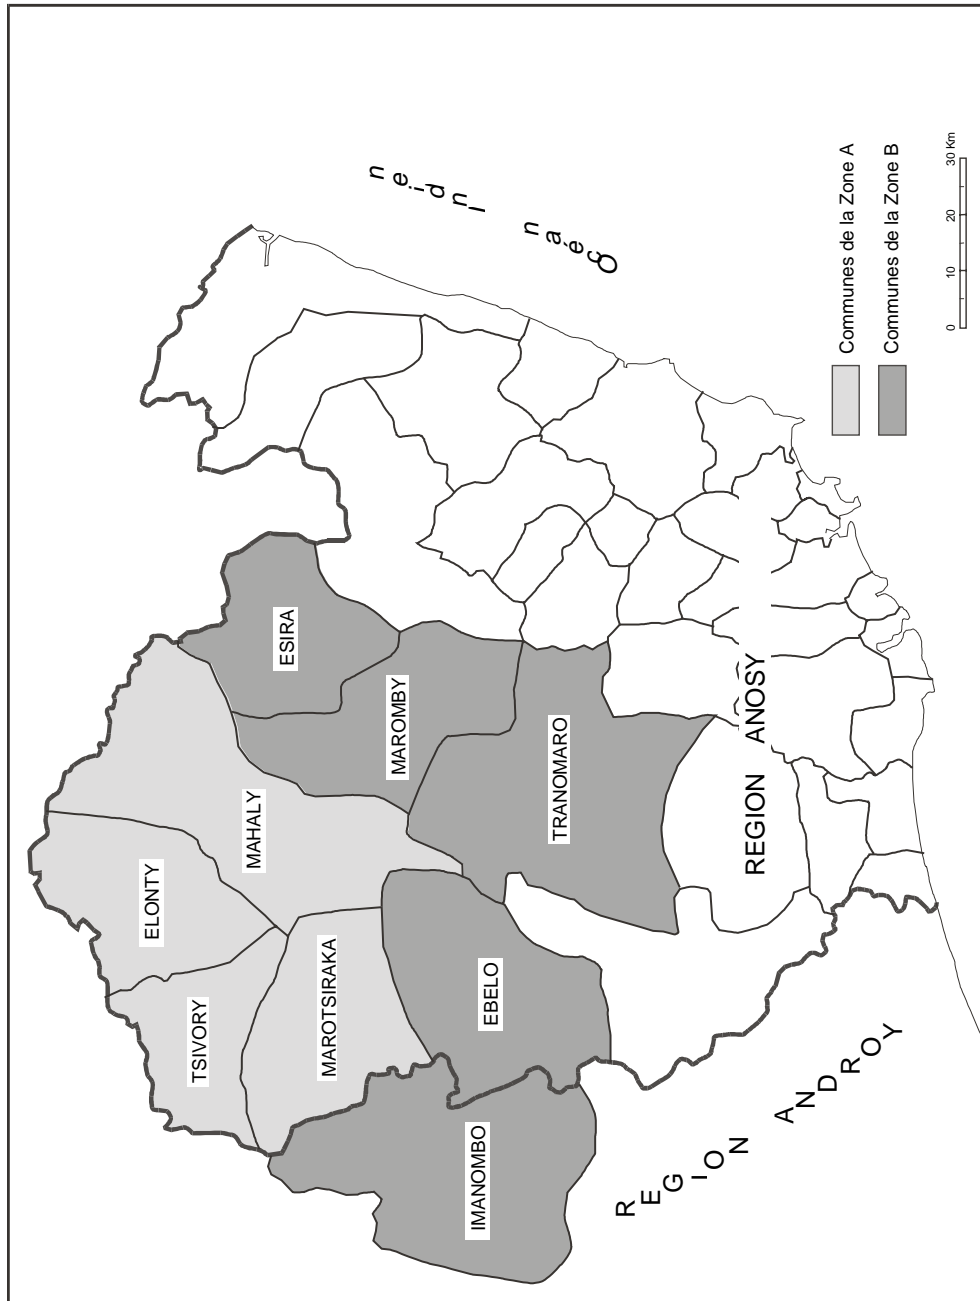 Océan Indien
Communes de la Zone A
Communes de la Zone B
0 10 20 30 Km
ESIRA
MAROMBY
TRANOMARO
MAHALY
ELONTY
TSIVORY
MAROTSIRAKA
EBELO
IMANOMBO
REGION ANOSY
REGION ANDROY